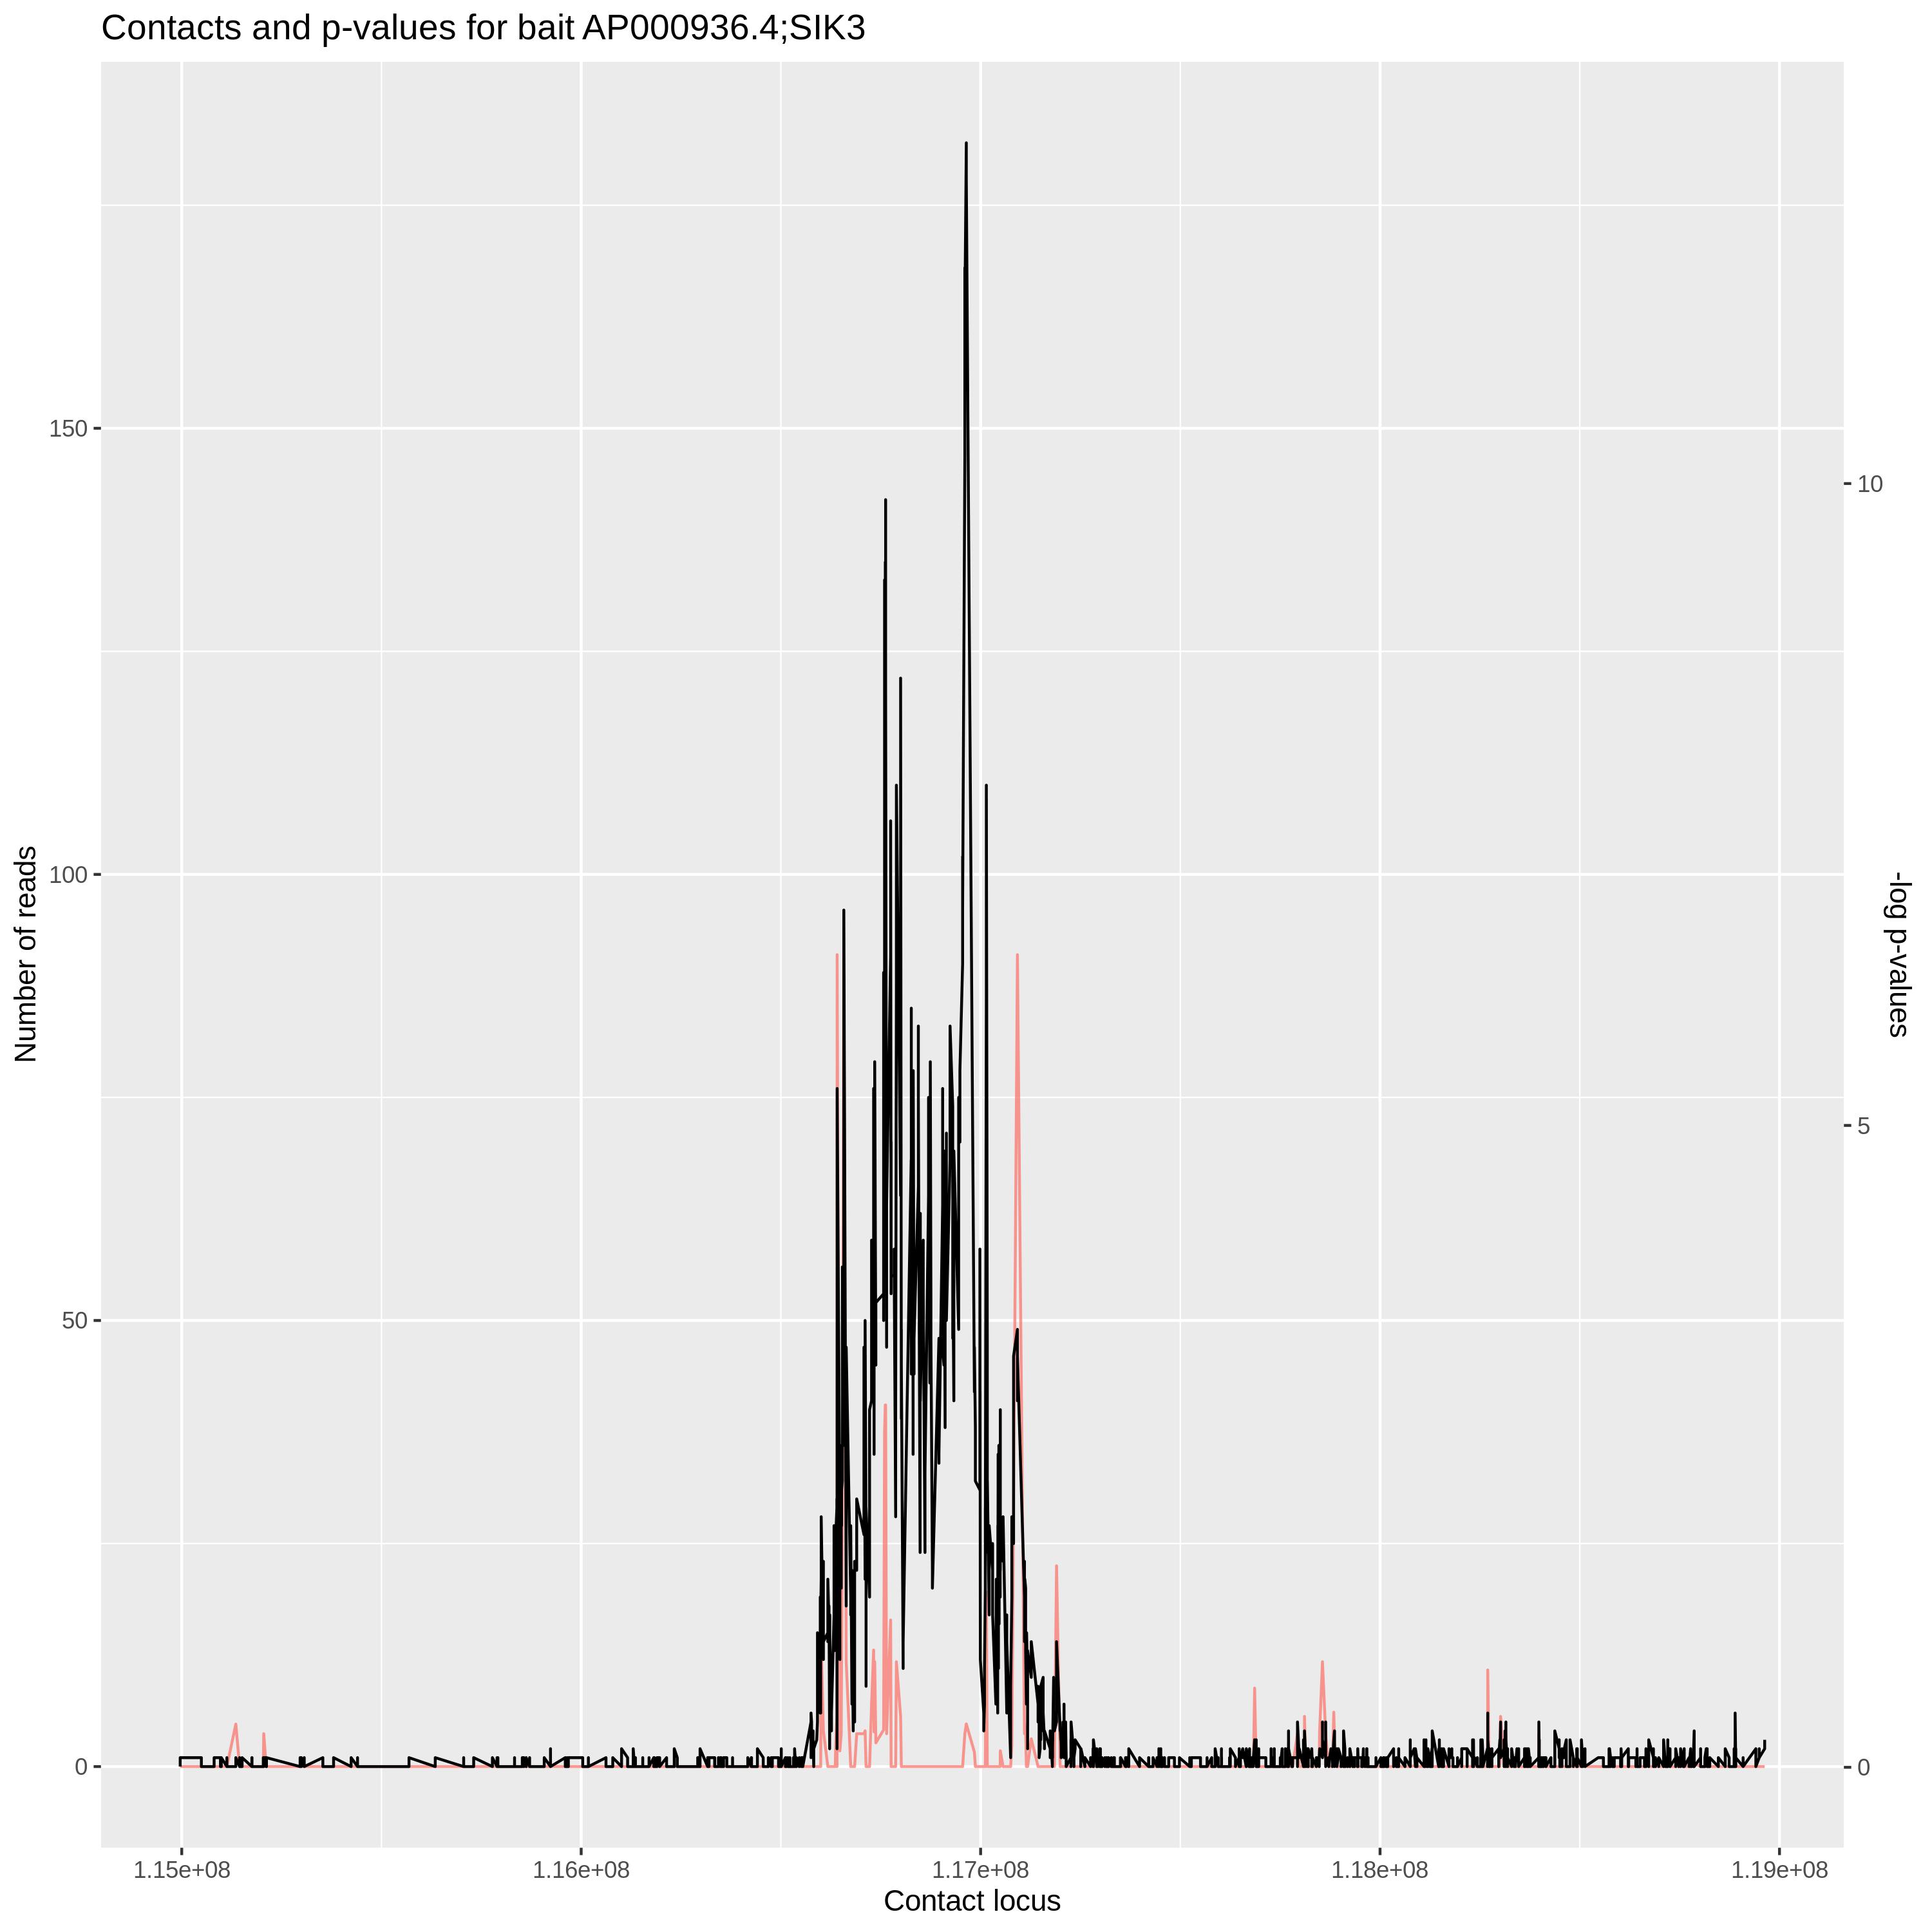 Contacts and p-values for bait AP000936.4;SIK3
150
100
50
0
10
5
0
Number of reads
-log p-values
1.15e+08
1.16e+08
1.17e+08
1.18e+08
1.19e+08
Contact locus